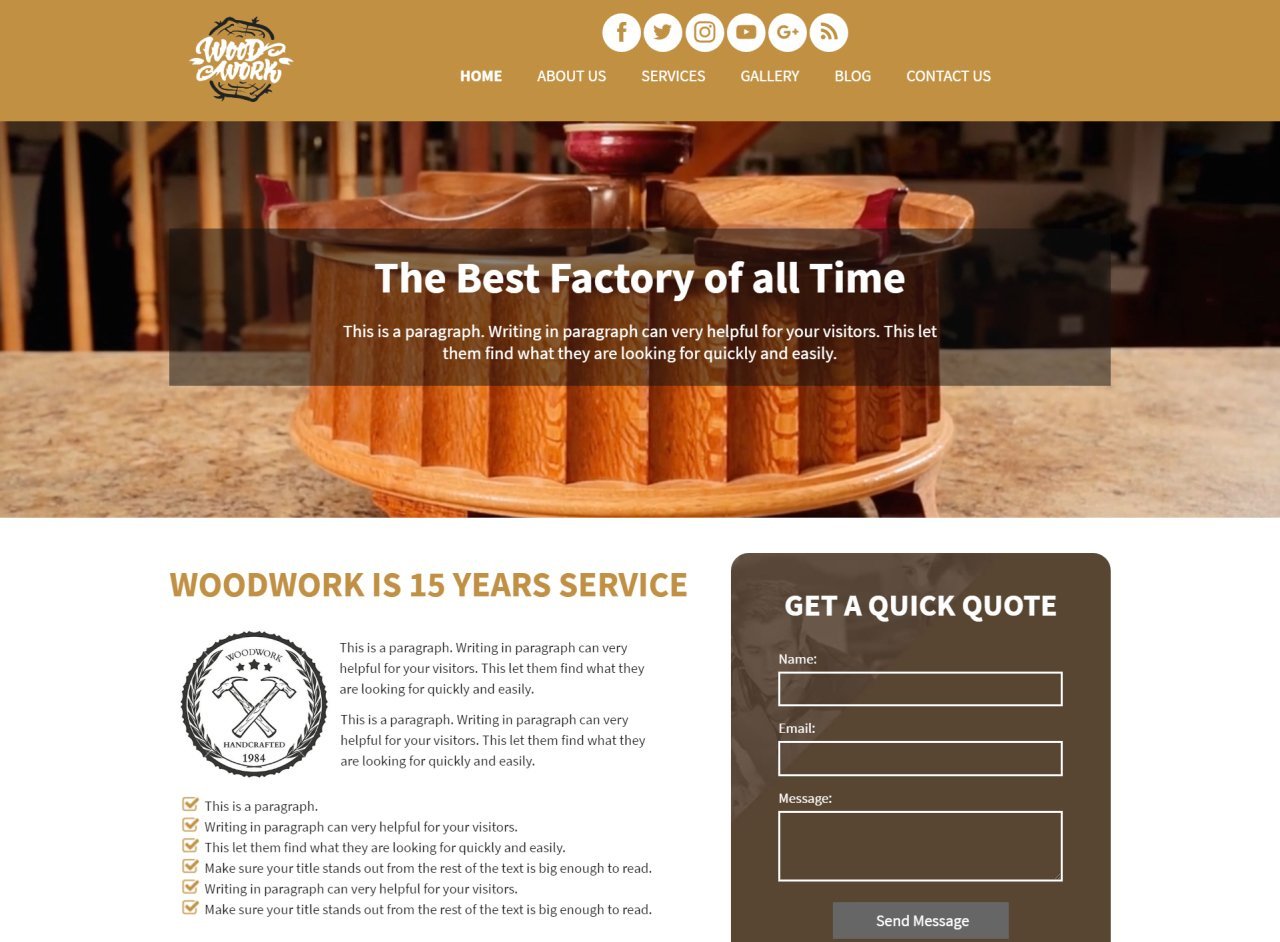 WOOD
WORK
HOME ABOUT US SERVICES GALLERY BLOG CONTACT US
The Best Factory of all Time
This is a paragraph. Writing in paragraph can very helpful for your visitors. This let
them find what they are looking for quickly and easily.
WOODWORK IS 15 YEARS SERVICE
WOODWORK
HANDCRAFTED
1984
This is a paragraph. Writing in paragraph can very
helpful for your visitors. This let them find what they
are looking for quickly and easily.
This is a paragraph. Writing in paragraph can very
helpful for your visitors. This let them find what they
are looking for quickly and easily.
This is a paragraph.
Writing in paragraph can very helpful for your visitors.
This let them find what they are looking for quickly and easily.
Make sure your title stands out from the rest of the text is big enough to read.
Writing in paragraph can very helpful for your visitors.
Make sure your title stands out from the rest of the text is big enough to read.
GET A QUICK QUOTE
Name:
Email:
Message:
Send Message